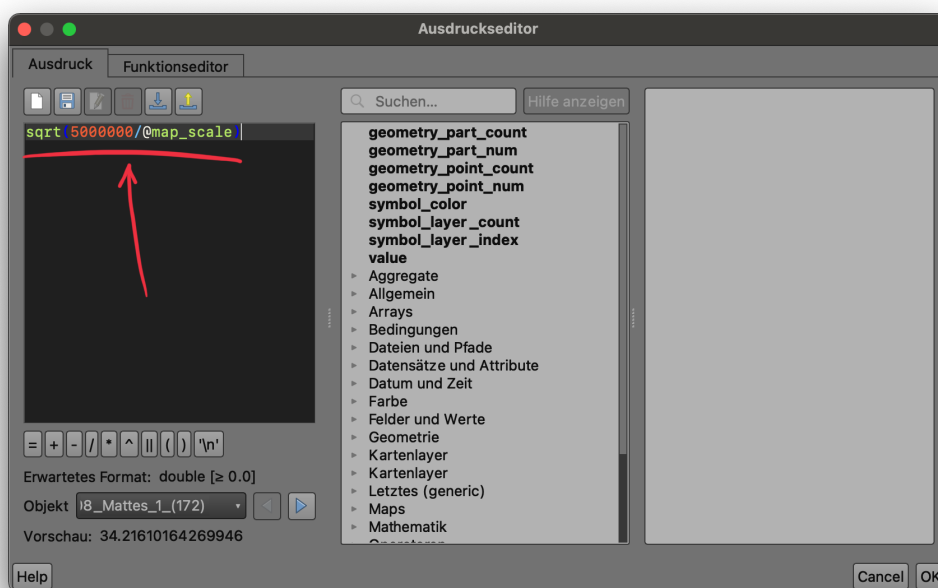 Ausdruckseditor
Ausdruck
Funktionseditor
Suchen...
Hilfe anzeigen
sqrt(5000000/@map_scale)
geometry_part_count
geometry_part_num
geometry_point_count
geometry_point_num
symbol_color
symbol_layer_count
symbol_layer_index
value
Aggregate
Allgemein
Arrays
Bedingungen
Dateien und Pfade
Datensätze und Attribute
Datum und Zeit
Farbe
Felder und Werte
Geometrie
Kartenlayer
Kartenlayer
Letztes (generic)
Maps
Mathematik
= + - / * ^ || ( ) '\n'
Erwartetes Format: double [≥ 0.0]
Objekt 8_Mattes_1_(172)
Vorschau: 34.21610164269946
Help
Cancel
OK